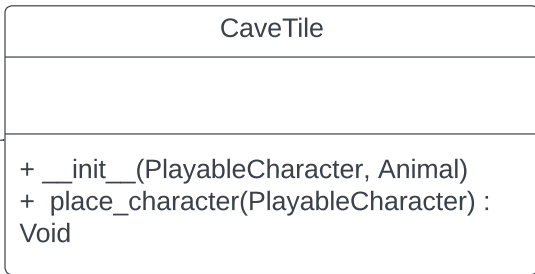 CaveTile
+ __init__(PlayableCharacter, Animal)
+ place_character(PlayableCharacter) :
Void